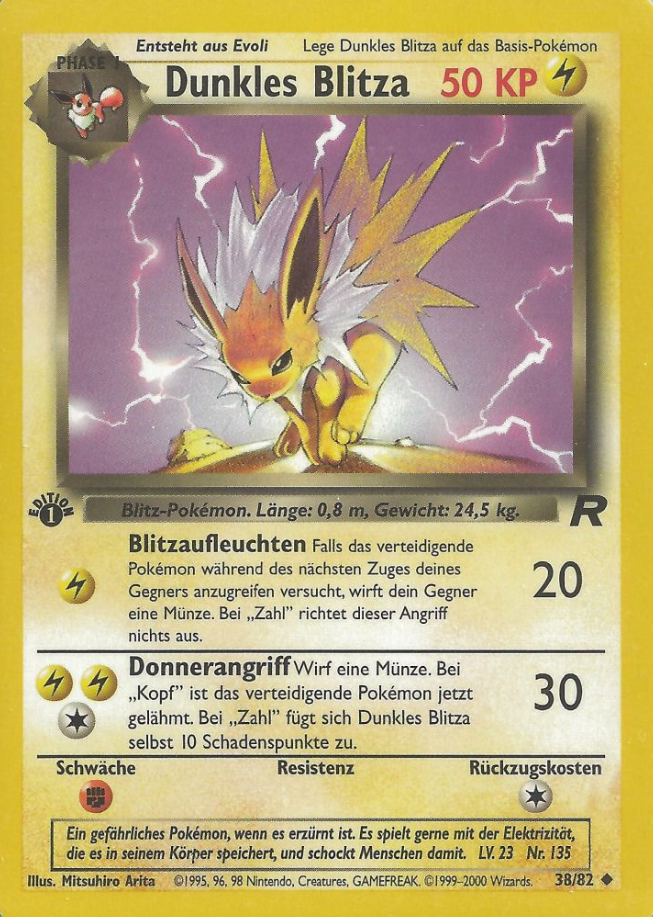 Entsteht aus Evoli Lege Dunkles Blitza auf das Basis-Pokémon
PHASE 1
Dunkles Blitza 50 KP
EDITION
1
Blitz-Pokémon. Länge: 0,8 m, Gewicht: 24,5 kg.
R
Blitzaufleuchten Falls das verteidigende
Pokémon während des nächsten Zuges deines
Gegners anzugreifen versucht, wirft dein Gegner
eine Münze. Bei „Zahl” richtet dieser Angriff
nichts aus.
20
Donnerangriff Wirf eine Münze. Bei
„Kopf” ist das verteidigende Pokémon jetzt
gelähmt. Bei „Zahl” fügt sich Dunkles Blitza
selbst 10 Schadenspunkte zu.
30
Schwäche Resistenz Rückzugskosten
Ein gefährliches Pokémon, wenn es erzürnt ist. Es spielt gerne mit der Elektrizität,
die es in seinem Körper speichert, und schockt Menschen damit. LV. 23 Nr. 135
Illus. Mitsuhiro Arita ©1995, 96, 98 Nintendo, Creatures, GAMEFREAK. ©1999-2000 Wizards. 38/82